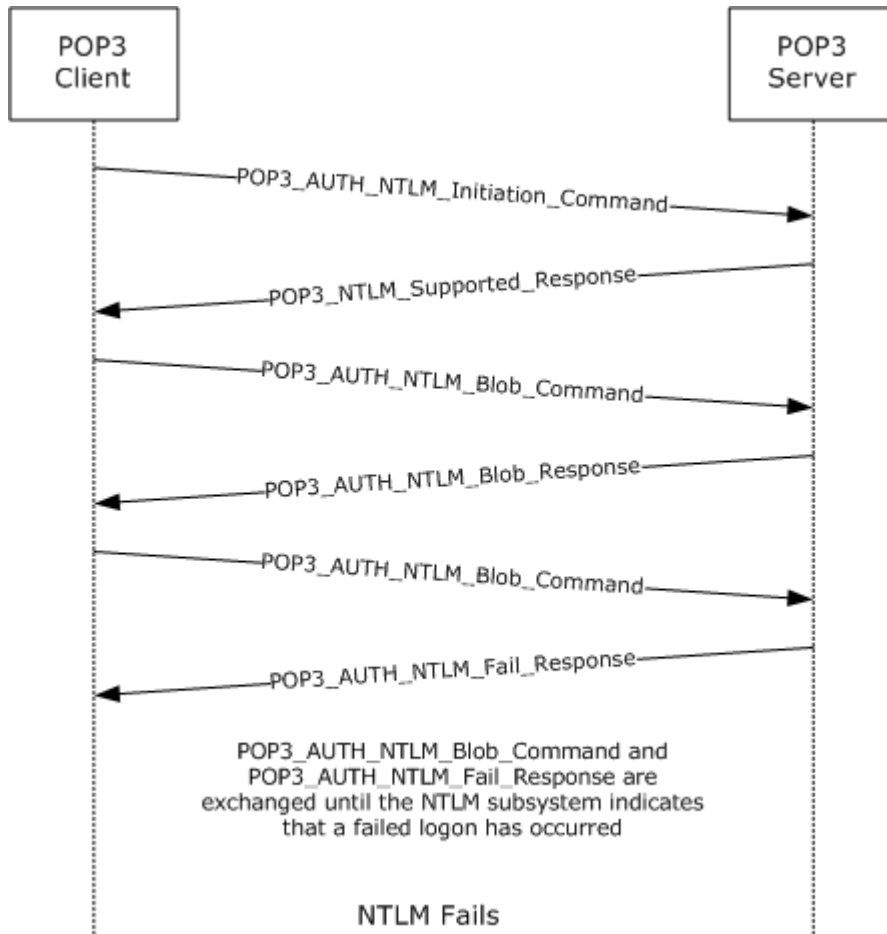 POP3
Client
POP3
Server
POP3_AUTH_NTLM_Initiation_Command
POP3_NTLM_Supported_Response
POP3_AUTH_NTLM_Blob_Command
POP3_AUTH_NTLM_Blob_Response
POP3_AUTH_NTLM_Blob_Command
POP3_AUTH_NTLM_Fail_Response
POP3_AUTH_NTLM_Blob_Command and
POP3_AUTH_NTLM_Fail_Response are
exchanged until the NTLM subsystem indicates
that a failed logon has occurred
NTLM Fails